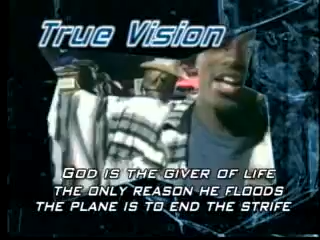 True Vision
GOD IS THE GIVER OF LIFE
THE ONLY REASON HE FLOODS
THE PLANE IS TO END THE STRIFE